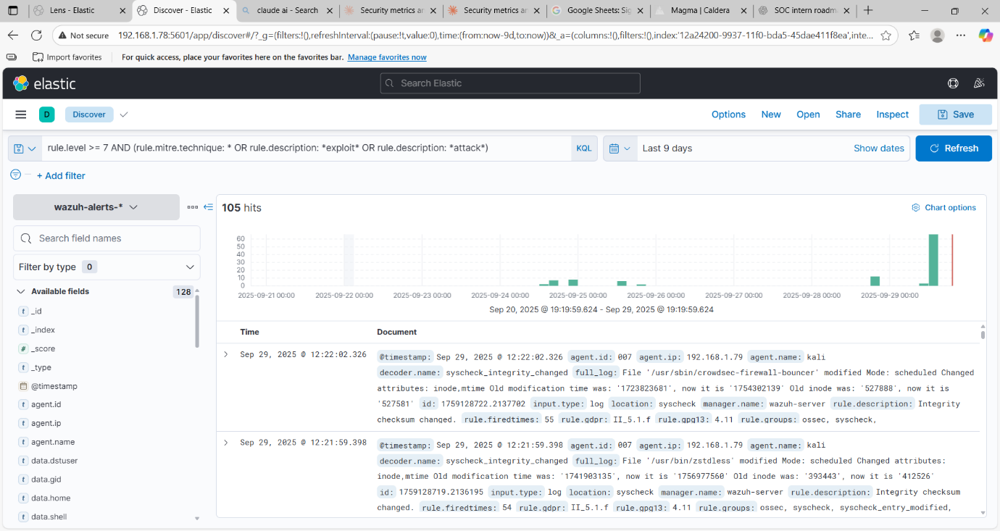 Lens - Elastic
Discover - Elastic
claude ai - Search
Security metrics ar
Security metrics ar
Google Sheets: Sig
Magma | Caldera
SOC intern roadm
Not secure 192.168.1.78:5601/app/discover#/?_g=(filters:!(),refreshInterval:(pause:!t,value:0),time:(from:now-9d,to:now))&_a=(columns:!(),filters:!(),index:'12a24200-9937-11f0-bda5-45dae411f8ea',inte...
Import favorites For quick access, place your favorites here on the favorites bar. Manage favorites now
elastic Search Elastic
D Discover Options New Open Share Inspect Save
rule.level >= 7 AND (rule.mitre.technique: * OR rule.description: *exploit* OR rule.description: *attack*) KQL Last 9 days Show dates Refresh
+ Add filter
wazuh-alerts-*
Search field names
Filter by type 0
Available fields 128
t _id
t _index
# _score
t _type
@timestamp
t agent.id
t agent.ip
t agent.name
t data.dstuser
t data.gid
t data.home
t data.shell
105 hits Chart options
60
50
40
30
20
10
0
2025-09-21 00:00 2025-09-22 00:00 2025-09-23 00:00 2025-09-24 00:00 2025-09-25 00:00 2025-09-26 00:00 2025-09-27 00:00 2025-09-28 00:00 2025-09-29 00:00
Sep 20, 2025 @ 19:19:59.624 - Sep 29, 2025 @ 19:19:59.624
Time Document
Sep 29, 2025 @ 12:22:02.326 @timestamp: Sep 29, 2025 @ 12:22:02.326 agent.id: 007 agent.ip: 192.168.1.79 agent.name: kali
decoder.name: syscheck_integrity_changed full_log: File '/usr/sbin/crowdsec-firewall-bouncer' modified Mode: scheduled Changed
attributes: inode,mtime Old modification time was: '1723823681', now it is '1754302139' Old inode was: '527888', now it is
'527581' id: 1759128722.2137702 input.type: log location: syscheck manager.name: wazuh-server rule.description: Integrity
checksum changed. rule.firedtimes: 55 rule.gdpr: II_5.1.f rule.gpg13: 4.11 rule.groups: ossec, syscheck,
Sep 29, 2025 @ 12:21:59.398 @timestamp: Sep 29, 2025 @ 12:21:59.398 agent.id: 007 agent.ip: 192.168.1.79 agent.name: kali
decoder.name: syscheck_integrity_changed full_log: File '/usr/bin/zstdless' modified Mode: scheduled Changed attributes:
inode,mtime Old modification time was: '1741903135', now it is '1756977560' Old inode was: '393443', now it is '412526'
id: 1759128719.2136195 input.type: log location: syscheck manager.name: wazuh-server rule.description: Integrity checksum
changed. rule.firedtimes: 54 rule.gdpr: II_5.1.f rule.gpg13: 4.11 rule.groups: ossec, syscheck, syscheck_entry_modified,